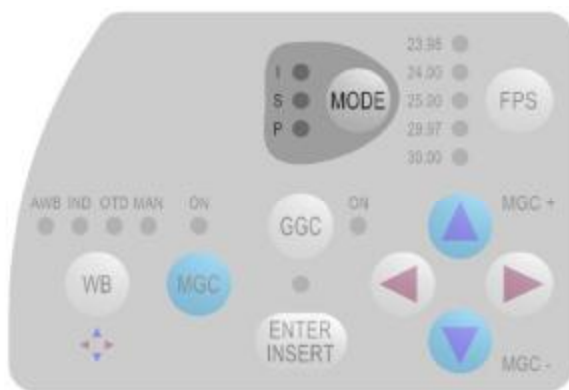 23.98
I
24.00
S
MODE
25.00
FPS
P
29.97
30.00
AWB IND OTD MAN
ON
GGC
ON
MGC +
WB
MGC
ENTER
INSERT
MGC -